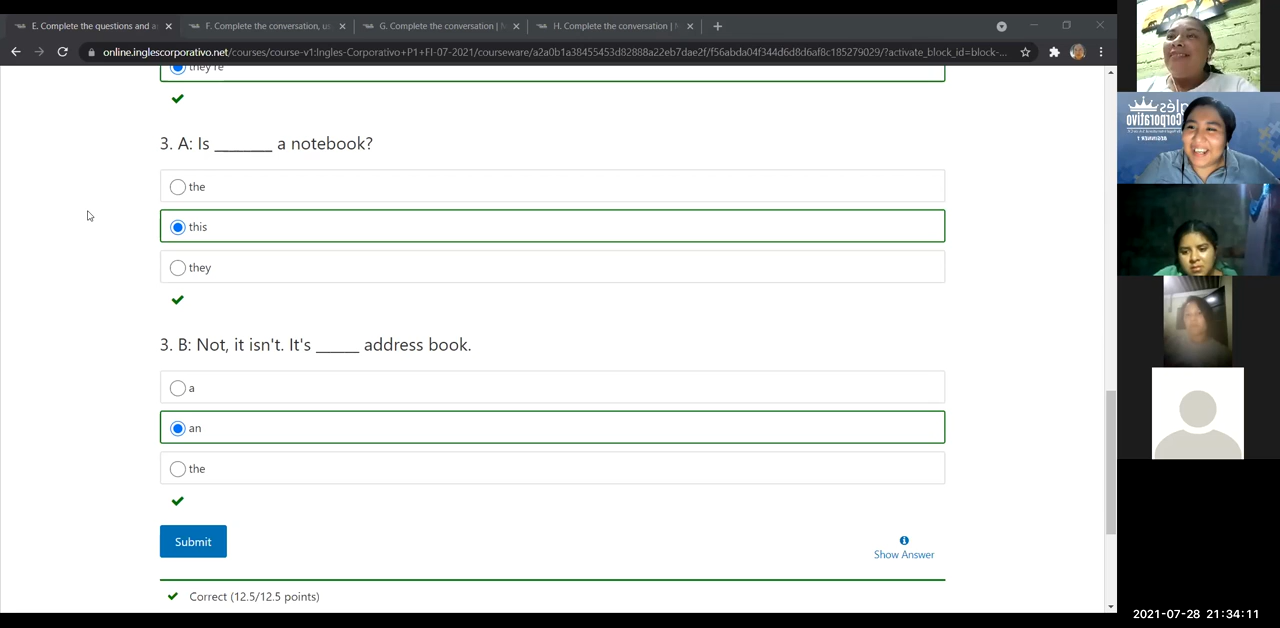 E. Complete the questions and a
F. Complete the conversation, us
G. Complete the conversation |
H. Complete the conversation |
online.inglescorporativo.net/courses/course-v1:Ingles-Corporativo+P1+FI-07-2021/courseware/a2a0b1a38455453d82888a22eb7dae2f/f56abda04f344d6d8d6af8c185279029/?activate_block_id=block-...
they're
3. A: Is ________ a notebook?
the
this
they
3. B: Not, it isn't. It's ______ address book.
a
an
the
Submit
Show Answer
Correct (12.5/12.5 points)
2021-07-28 21:34:11